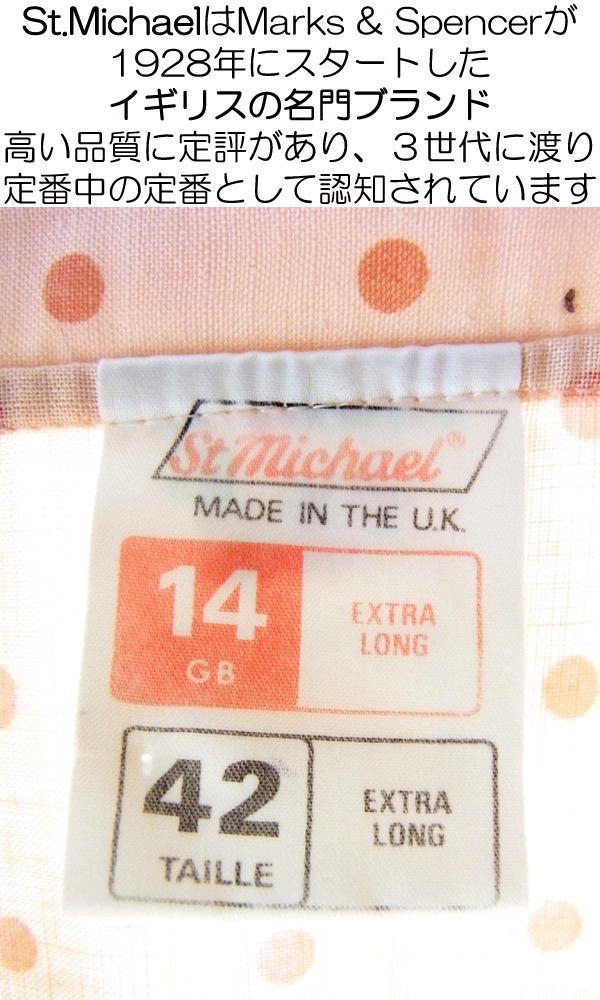 St.MichaelはMarks & Spencerが
1928年にスタートした
イギリスの名門ブランド
高い品質に定評があり、３世代に渡り
定番中の定番として認知されています
St Michael®
MADE IN THE U.K.
14
GB
EXTRA
LONG
42
TAILLE
EXTRA
LONG